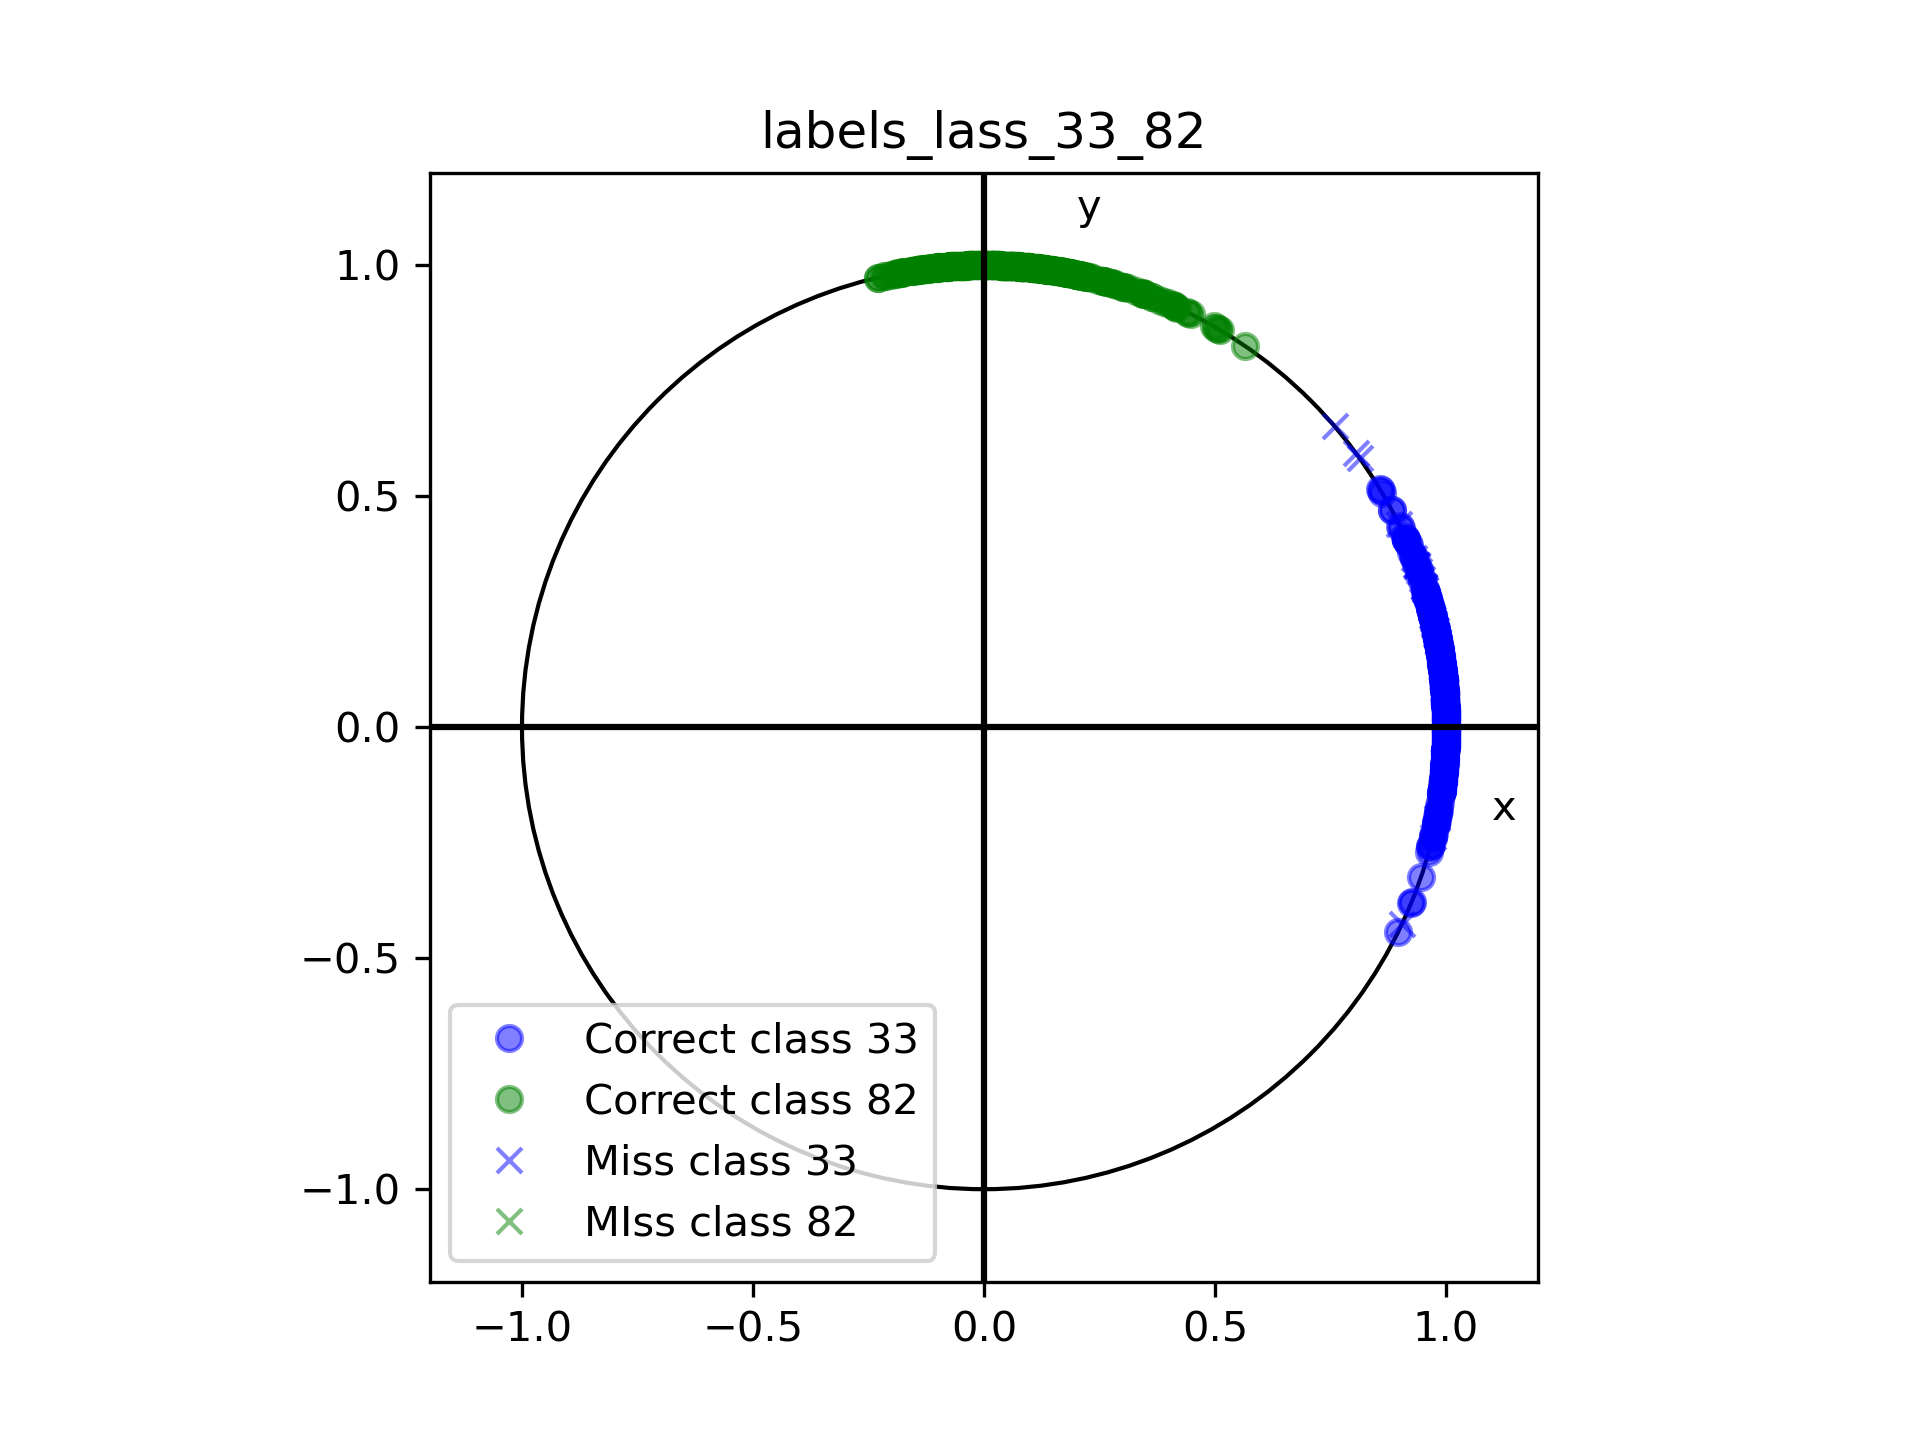 labels_lass_33_82
y
1.0
0.5
0.0
x
−0.5
Correct class 33
Correct class 82
Miss class 33
−1.0
MIss class 82
−1.0 −0.5 0.0 0.5 1.0